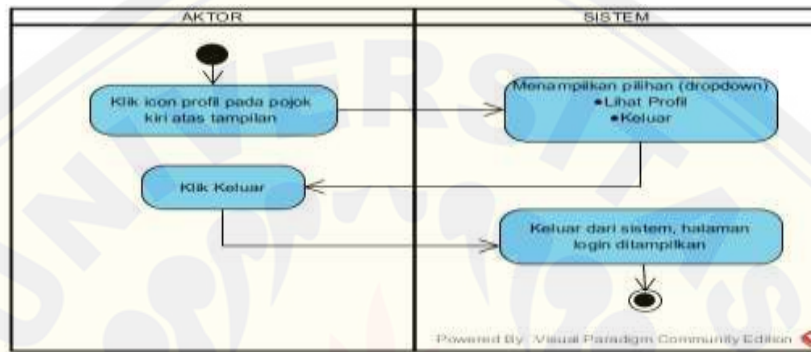 AKTOR
SISTEM
Klik icon profil pada pojok
kiri atas tampilan
Menampilkan pilihan (dropdown)
●Lihat Profil
●Keluar
Klik Keluar
Keluar dari sistem, halaman
login ditampilkan
Powered By Visual Paradigm Community Edition
UNIVERSITAS